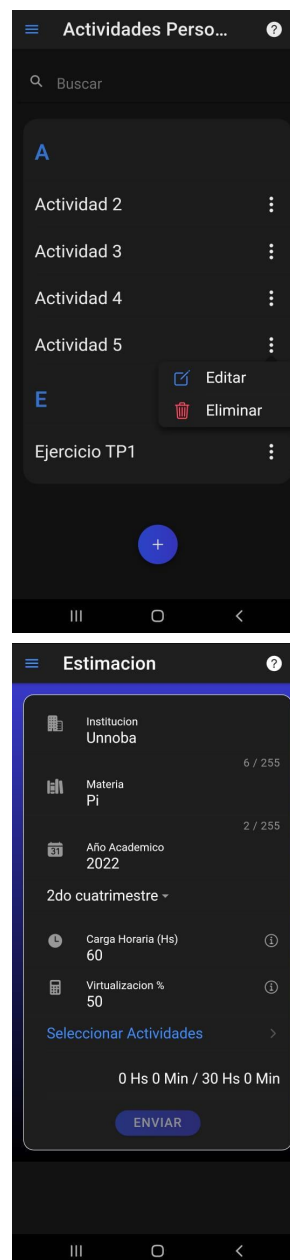 Actividades Perso...
?
Buscar
A
Actividad 2
Actividad 3
Actividad 4
Actividad 5
Editar
E
Eliminar
Ejercicio TP1
+
Estimacion
?
Institucion
Unnoba
6 / 255
Materia
Pi
2 / 255
31
Año Academico
2022
2do cuatrimestre
Carga Horaria (Hs)
60
Virtualizacion %
50
Seleccionar Actividades
0 Hs 0 Min / 30 Hs 0 Min
ENVIAR